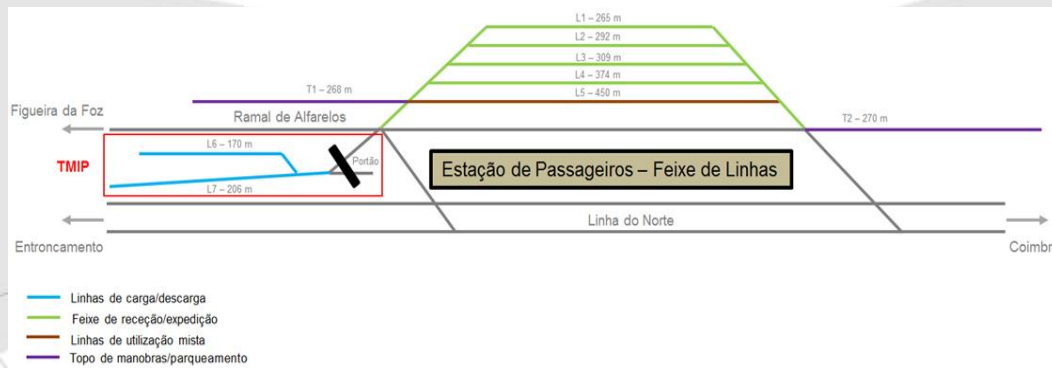 L1 – 265 m
L2 – 292 m
L3 – 309 m
L4 – 374 m
T1 – 268 m
L5 – 450 m
Figueira da Foz
Ramal de Alfarelos
T2 – 270 m
L6 – 170 m
TMIP
Portão
Estação de Passageiros – Feixe de Linhas
L7 – 206 m
Linha do Norte
Entroncamento
Coimbr
Linhas de carga/descarga
Feixe de receção/expedição
Linhas de utilização mista
Topo de manobras/parqueamento